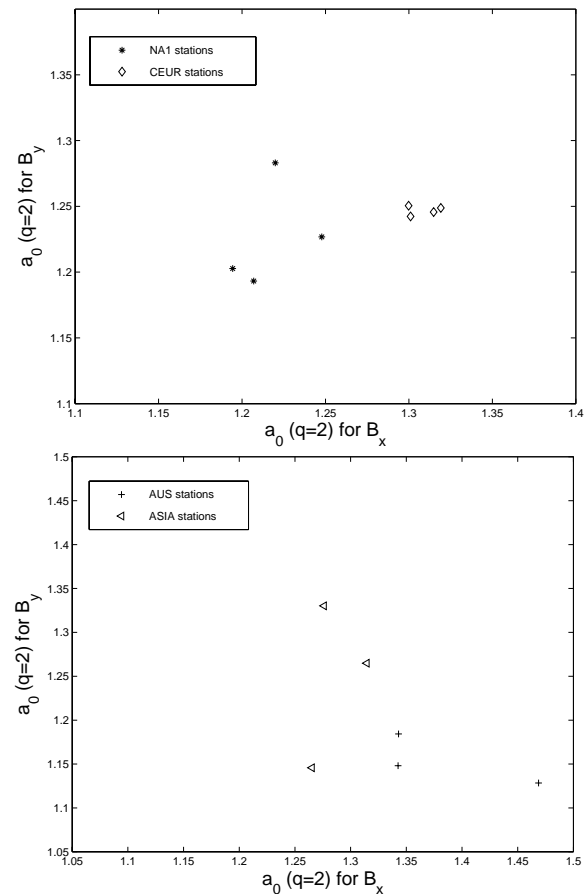 1.35
NA1 stations
CEUR stations
1.3
a0 (q=2) for By
1.25
1.2
1.15
1.1
1.1 1.15 1.2 1.25 1.3 1.35 1.4
a0 (q=2) for Bx
1.5
AUS stations
1.45
ASIA stations
1.4
1.35
1.3
a0 (q=2) for By
1.25
1.2
1.15
1.1
1.05
1.05 1.1 1.15 1.2 1.25 1.3 1.35 1.4 1.45 1.5
a0 (q=2) for Bx